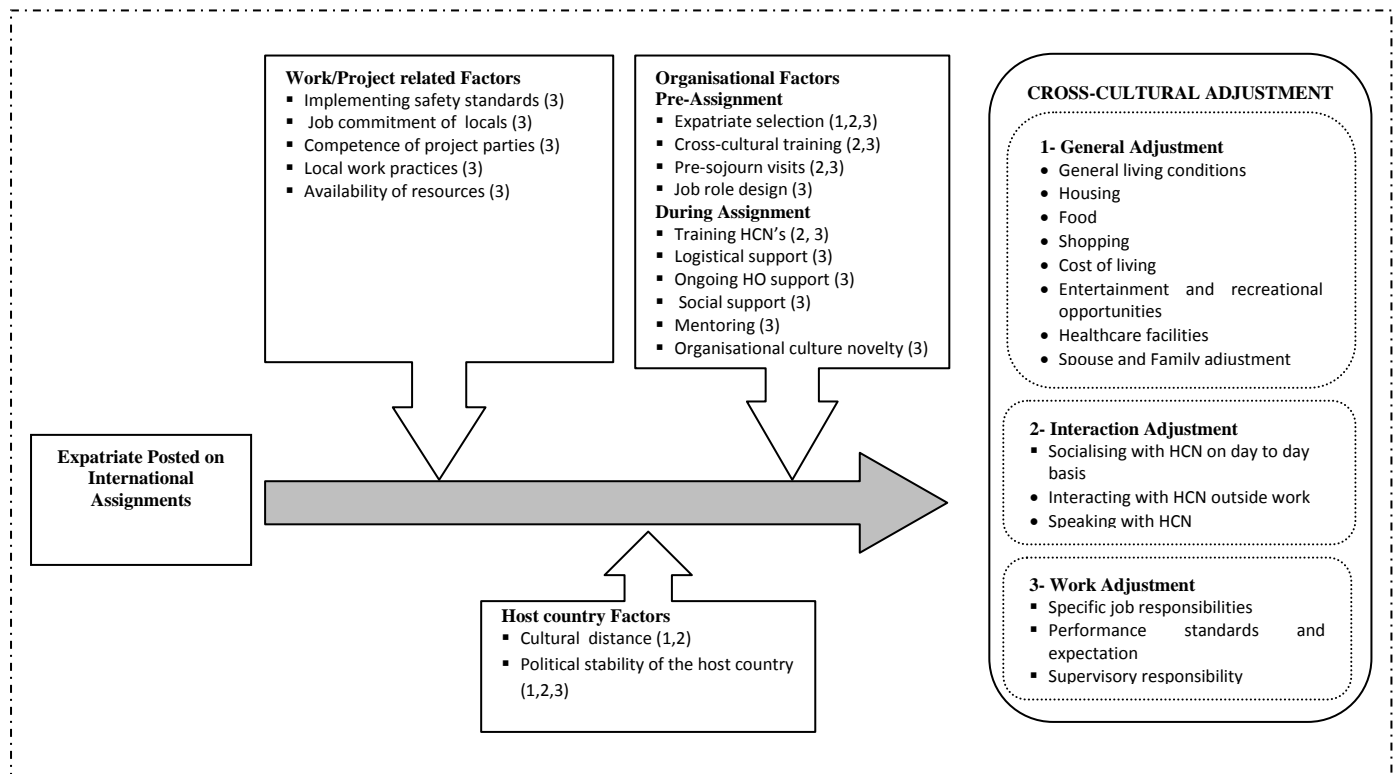 Work/Project related Factors
▪ Implementing safety standards (3)
▪ Job commitment of locals (3)
▪ Competence of project parties (3)
▪ Local work practices (3)
▪ Availability of resources (3)
Organisational Factors
Pre-Assignment
▪ Expatriate selection (1,2,3)
▪ Cross-cultural training (2,3)
▪ Pre-sojourn visits (2,3)
▪ Job role design (3)
During Assignment
▪ Training HCN's (2, 3)
▪ Logistical support (3)
▪ Ongoing HO support (3)
▪ Social support (3)
▪ Mentoring (3)
▪ Organisational culture novelty (3)
Expatriate Posted on
International
Assignments
Host country Factors
▪ Cultural distance (1,2)
▪ Political stability of the host country
(1,2,3)
CROSS-CULTURAL ADJUSTMENT
1- General Adjustment
• General living conditions
• Housing
• Food
• Shopping
• Cost of living
• Entertainment and recreational
opportunities
• Healthcare facilities
• Spouse and Family adjustment
2- Interaction Adjustment
▪ Socialising with HCN on day to day
basis
• Interacting with HCN outside work
• Speaking with HCN
3- Work Adjustment
▪ Specific job responsibilities
▪ Performance standards and
expectation
▪ Supervisory responsibility